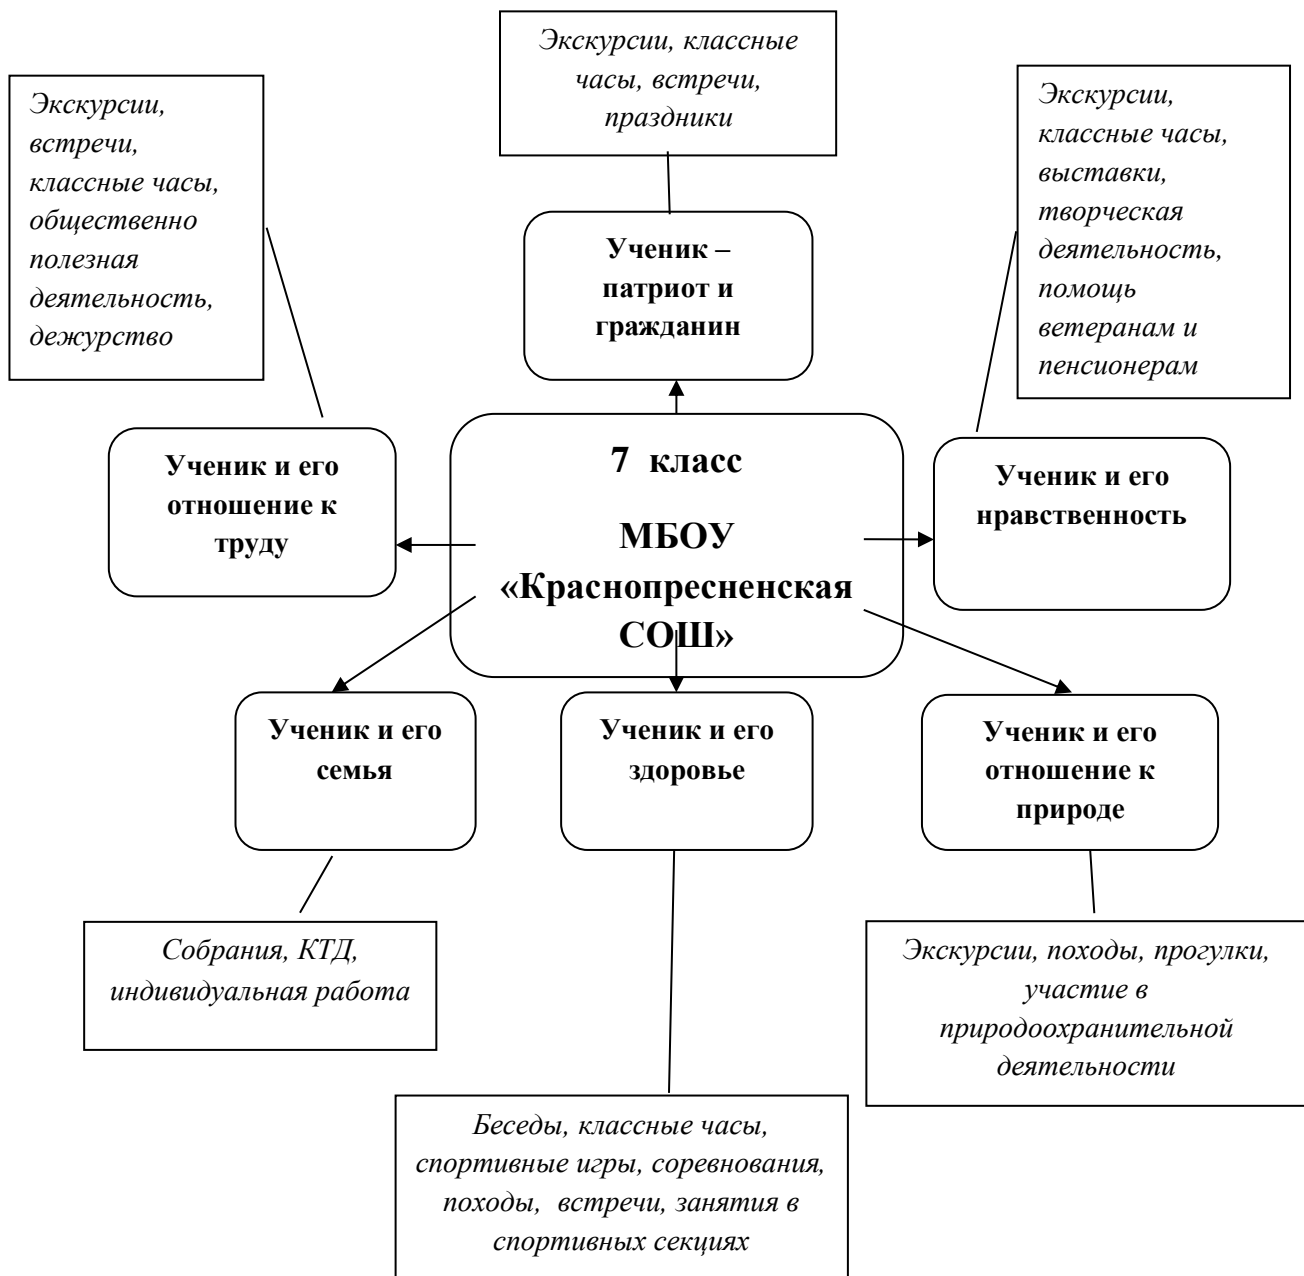 Экскурсии, классные
часы, встречи,
праздники
Экскурсии,
встречи,
классные часы,
общественно
полезная
деятельность,
дежурство
Экскурсии,
классные часы,
выставки,
творческая
деятельность,
помощь
ветеранам и
пенсионерам
Ученик –
патриот и
гражданин
Ученик и его
отношение к
труду
7 класс
МБОУ
«Краснопресненская
СОШ»
Ученик и его
нравственность
Ученик и его
семья
Ученик и его
здоровье
Ученик и его
отношение к
природе
Собрания, КТД,
индивидуальная работа
Экскурсии, походы, прогулки,
участие в
природоохранительной
деятельности
Беседы, классные часы,
спортивные игры, соревнования,
походы, встречи, занятия в
спортивных секциях